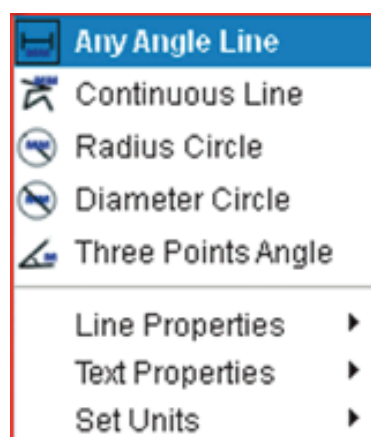 Any Angle Line
Continuous Line
Radius Circle
Diameter Circle
Three Points Angle
Line Properties
Text Properties
Set Units